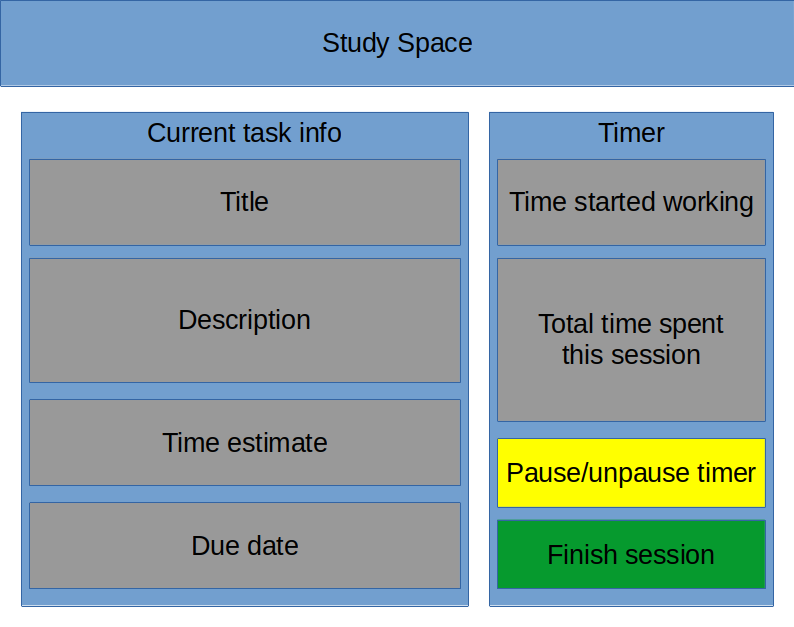 Study Space
Current task info
Title
Description
Time estimate
Due date
Timer
Time started working
Total time spent
this session
Pause/unpause timer
Finish session